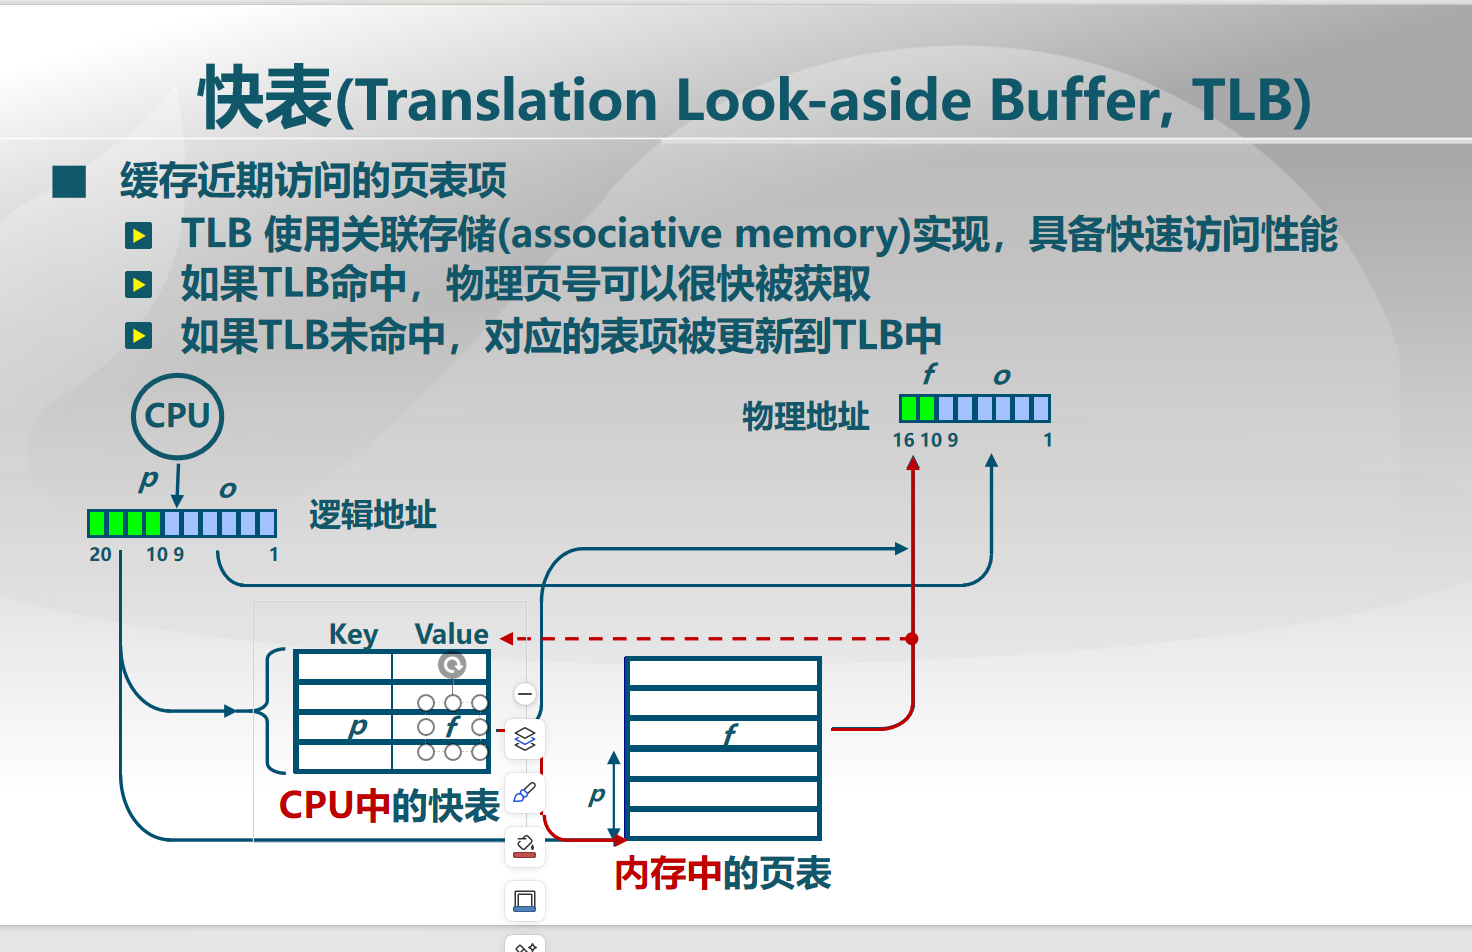 快表(Translation Look-aside Buffer, TLB)
缓存近期访问的页表项
TLB 使用关联存储(associative memory)实现，具备快速访问性能
如果TLB命中，物理页号可以很快被获取
如果TLB未命中，对应的表项被更新到TLB中
f o
物理地址
16 10 9 1
CPU
p o
逻辑地址
20 10 9 1
Key Value
p f
f
p
CPU中的快表
内存中的页表